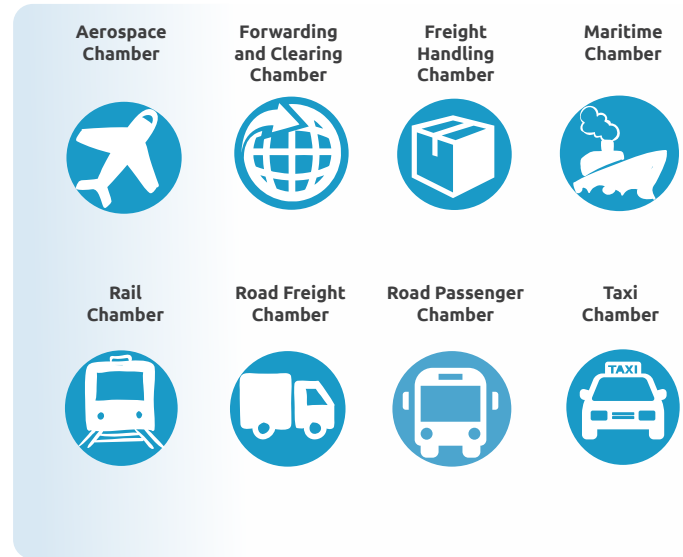 Aerospace
Chamber
Forwarding
and Clearing
Chamber
Freight
Handling
Chamber
Maritime
Chamber
Rail
Chamber
Road Freight
Chamber
Road Passenger
Chamber
Taxi
Chamber
TAXI